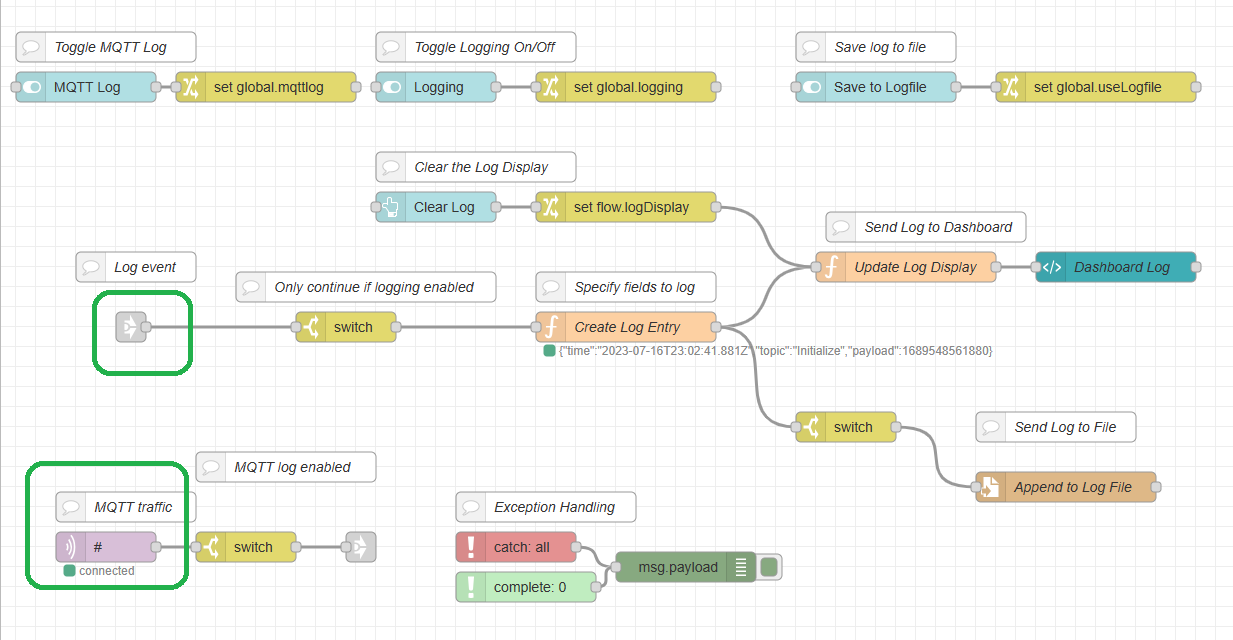 Toggle MQTT Log
Toggle Logging On/Off
Save log to file
MQTT Log
set global.mqttlog
Logging
set global.logging
Save to Logfile
set global.useLogfile
Clear the Log Display
Clear Log
set flow.logDisplay
Send Log to Dashboard
Log event
Update Log Display
Dashboard Log
Only continue if logging enabled
Specify fields to log
switch
Create Log Entry
{"time":"2023-07-16T23:02:41.881Z","topic":"Initialize","payload":1689548561880}
switch
Send Log to File
MQTT log enabled
Append to Log File
MQTT traffic
Exception Handling
#
switch
catch: all
connected
msg.payload
complete: 0